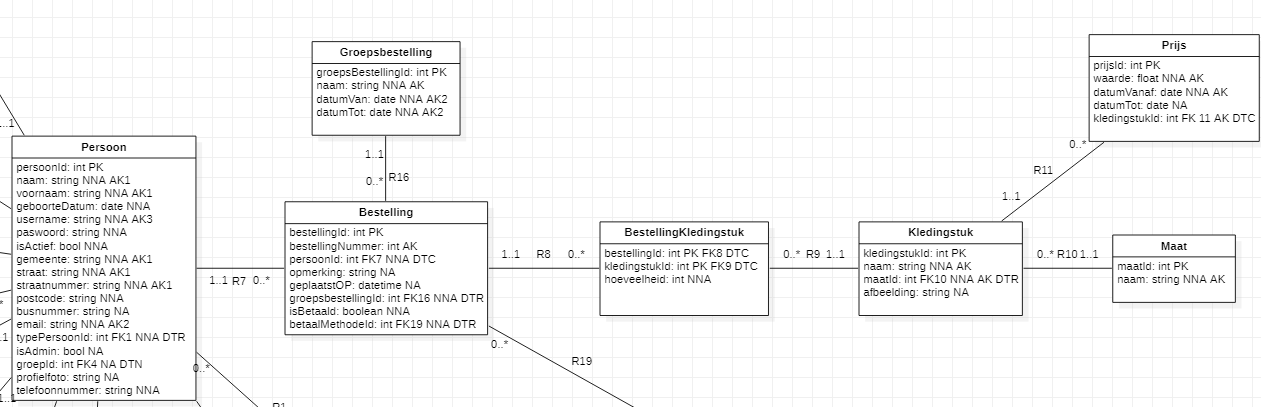 Groepsbestelling
groepsBestellingId: int PK
naam: string NNA AK
datumVan: date NNA AK2
datumTot: date NNA AK2
Prijs
prijsId: int PK
waarde: float NNA AK
datumVanaf: date NNA AK
datumTot: date NA
kledingstukId: int FK 11 AK DTC
..1
Persoon
persoonId: int PK
naam: string NNA AK1
voornaam: string NNA AK1
geboorteDatum: date NNA
username: string NNA AK3
paswoord: string NNA
isActief: bool NNA
gemeente: string NNA AK1
straat: string NNA AK1
straatnummer: string NNA AK1
postcode: string NNA
busnummer: string NA
email: string NNA AK2
typePersoonId: int FK1 NNA DTR
isAdmin: bool NA
groepId: int FK4 NA DTN
profielfoto: string NA
telefoonnummer: string NNA
1..1
0..*
R16
Bestelling
bestellingId: int PK
bestellingNummer: int AK
persoonId: int FK7 NNA DTC
opmerking: string NA
geplaatstOP: datetime NA
groepsbestellingId: int FK16 NNA DTR
isBetaald: boolean NNA
betaalMethodeId: int FK19 NNA DTR
1..1 R7 0..*
1..1 R8 0..*
BestellingKledingstuk
bestellingId: int PK FK8 DTC
kledingstukId: int PK FK9 DTC
hoeveelheid: int NNA
0..* R9 1..1
Kledingstuk
kledingstukId: int PK
naam: string NNA AK
maatId: int FK10 NNA AK DTR
afbeelding: string NA
0..*
R11
1..1
0..* R10 1..1
Maat
maatId: int PK
naam: string NNA AK
0..*
R19
0..*